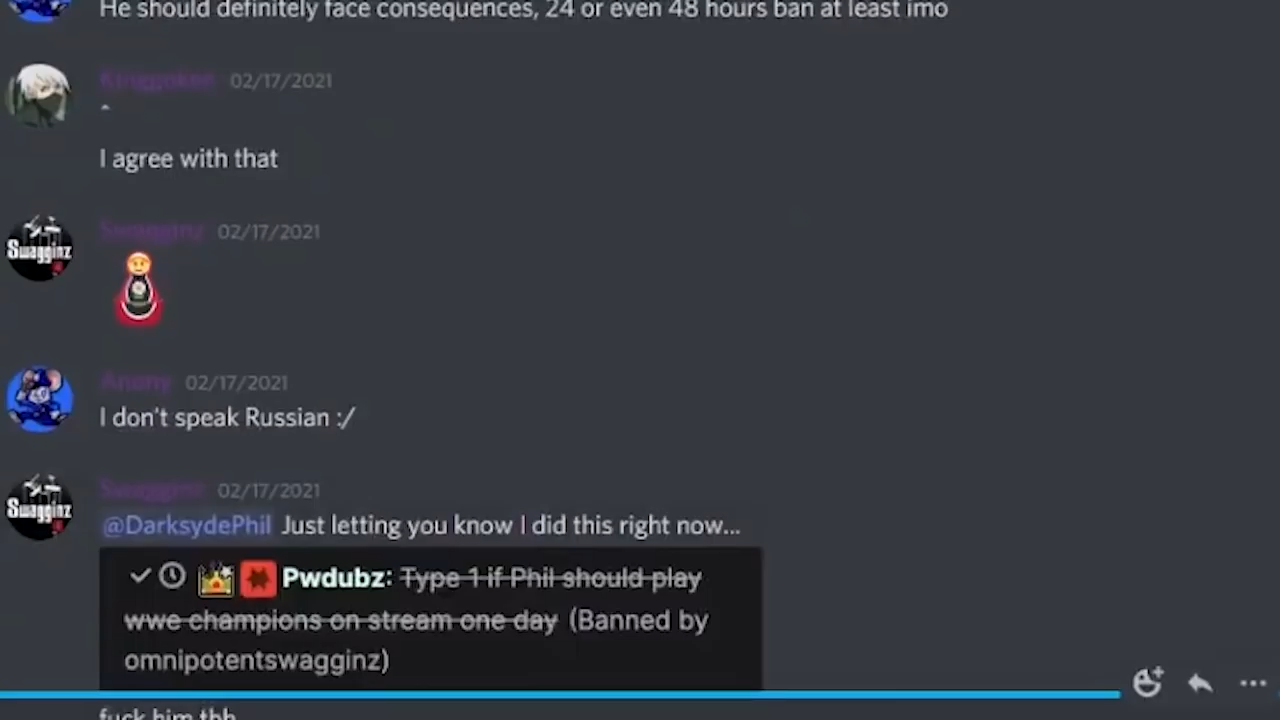 He should definitely face consequences, 24 or even 48 hours ban at least imo
02/17/2021
^
I agree with that
Swagginz
Swagginz 02/17/2021
Anony 02/17/2021
I don't speak Russian :/
Swagginz
Swagginz 02/17/2021
@DarksydePhil Just letting you know I did this right now...
Pwdubz: Type 1 if Phil should play
wwe champions on stream one day (Banned by
omnipotentswagginz)
fuck him tbh